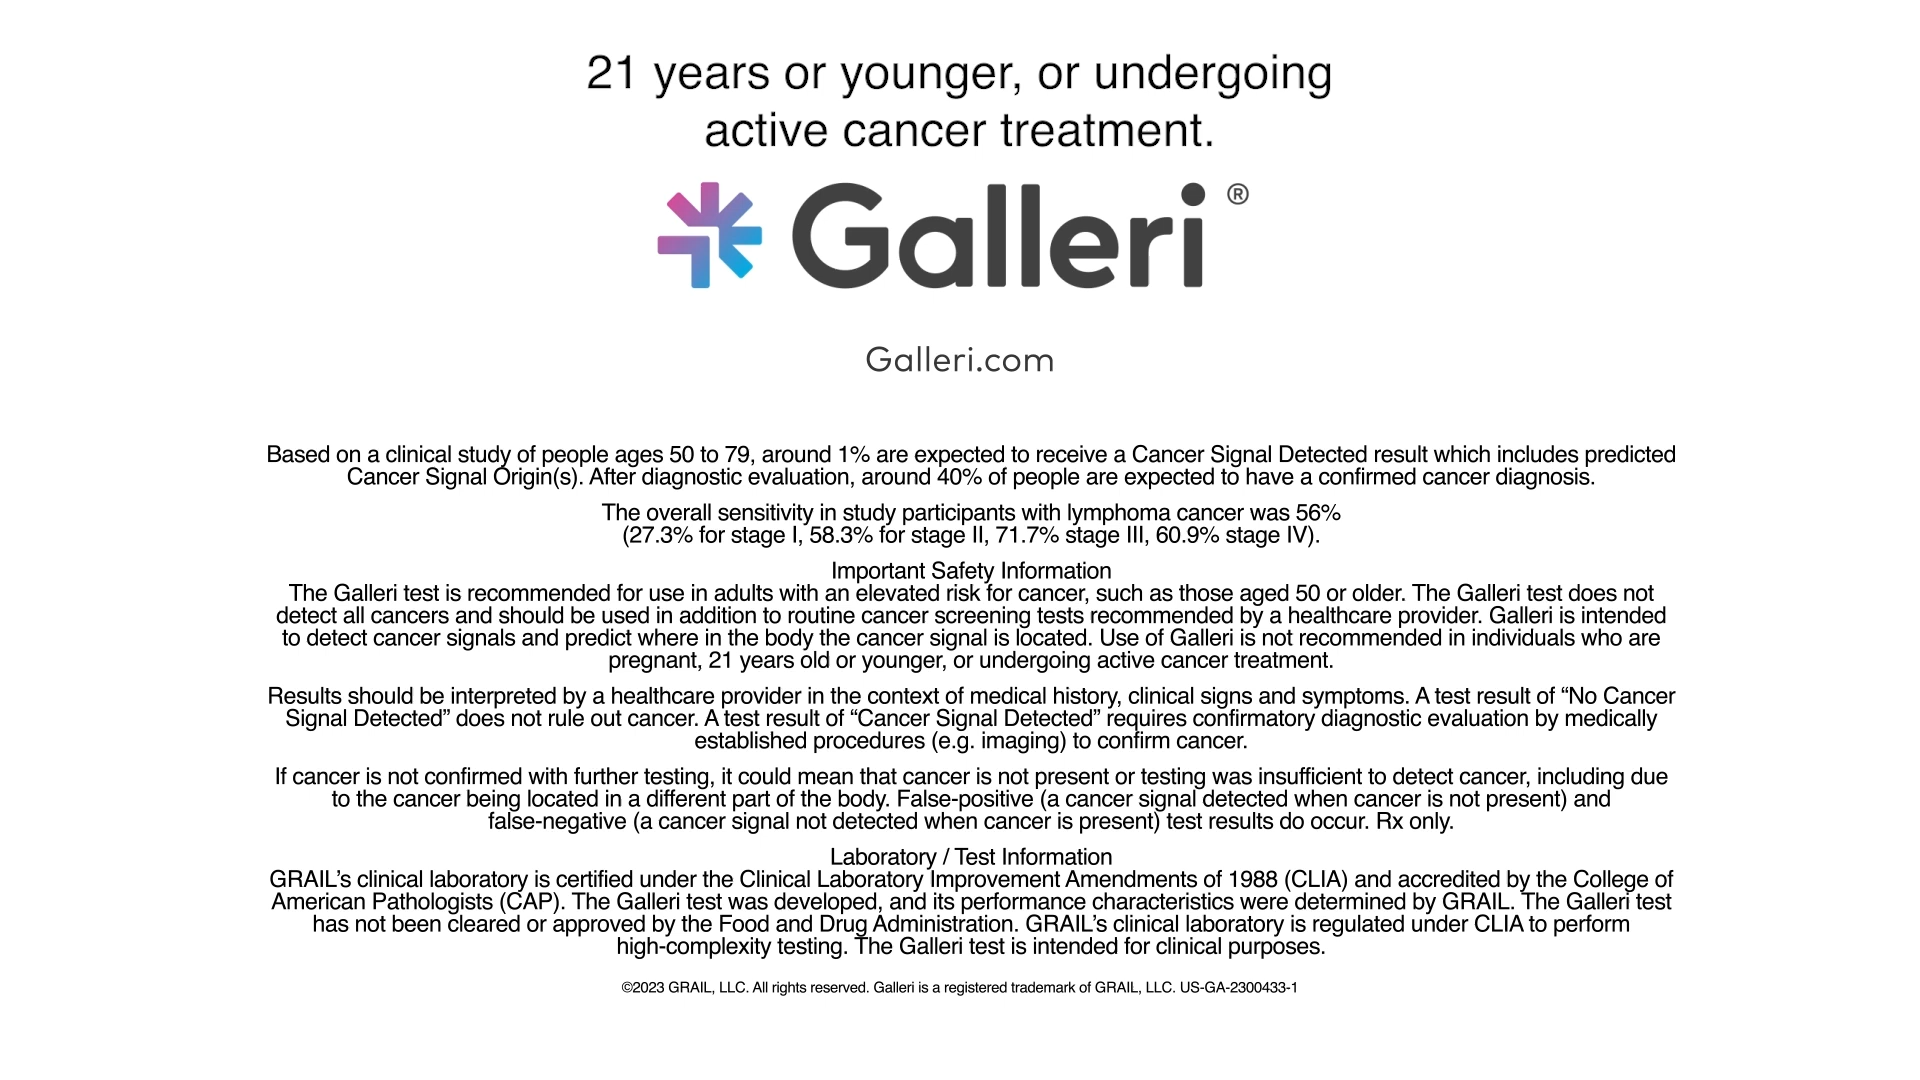 21 years or younger, or undergoing
active cancer treatment.
Galleri®
Galleri.com
Based on a clinical study of people ages 50 to 79, around 1% are expected to receive a Cancer Signal Detected result which includes predicted
Cancer Signal Origin(s). After diagnostic evaluation, around 40% of people are expected to have a confirmed cancer diagnosis.
The overall sensitivity in study participants with lymphoma cancer was 56%
(27.3% for stage I, 58.3% for stage II, 71.7% stage III, 60.9% stage IV).
Important Safety Information
The Galleri test is recommended for use in adults with an elevated risk for cancer, such as those aged 50 or older. The Galleri test does not
detect all cancers and should be used in addition to routine cancer screening tests recommended by a healthcare provider. Galleri is intended
to detect cancer signals and predict where in the body the cancer signal is located. Use of Galleri is not recommended in individuals who are
pregnant, 21 years old or younger, or undergoing active cancer treatment.
Results should be interpreted by a healthcare provider in the context of medical history, clinical signs and symptoms. A test result of “No Cancer
Signal Detected” does not rule out cancer. A test result of “Cancer Signal Detected” requires confirmatory diagnostic evaluation by medically
established procedures (e.g. imaging) to confirm cancer.
If cancer is not confirmed with further testing, it could mean that cancer is not present or testing was insufficient to detect cancer, including due
to the cancer being located in a different part of the body. False-positive (a cancer signal detected when cancer is not present) and
false-negative (a cancer signal not detected when cancer is present) test results do occur. Rx only.
Laboratory / Test Information
GRAIL’s clinical laboratory is certified under the Clinical Laboratory Improvement Amendments of 1988 (CLIA) and accredited by the College of
American Pathologists (CAP). The Galleri test was developed, and its performance characteristics were determined by GRAIL. The Galleri test
has not been cleared or approved by the Food and Drug Administration. GRAIL’s clinical laboratory is regulated under CLIA to perform
high-complexity testing. The Galleri test is intended for clinical purposes.
©2023 GRAIL, LLC. All rights reserved. Galleri is a registered trademark of GRAIL, LLC. US-GA-2300433-1